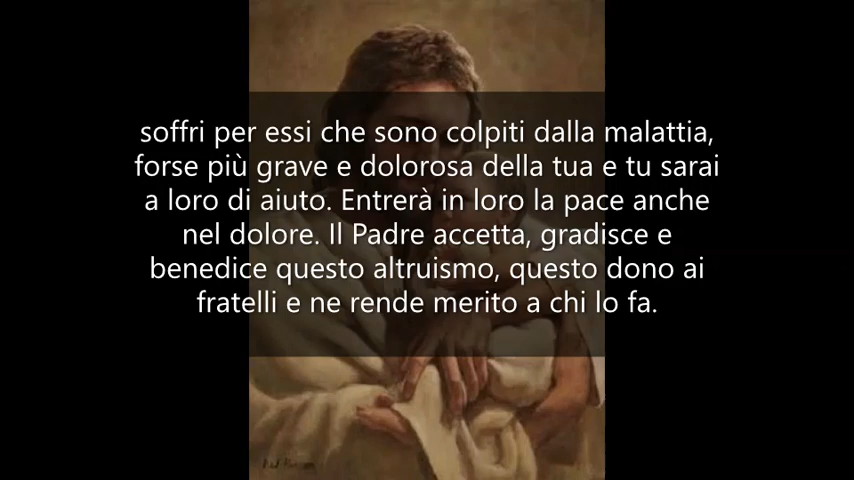 soffri per essi che sono colpiti dalla malattia,
forse più grave e dolorosa della tua e tu sarai
a loro di aiuto. Entrerà in loro la pace anche
nel dolore. Il Padre accetta, gradisce e
benedice questo altruismo, questo dono ai
fratelli e ne rende merito a chi lo fa.